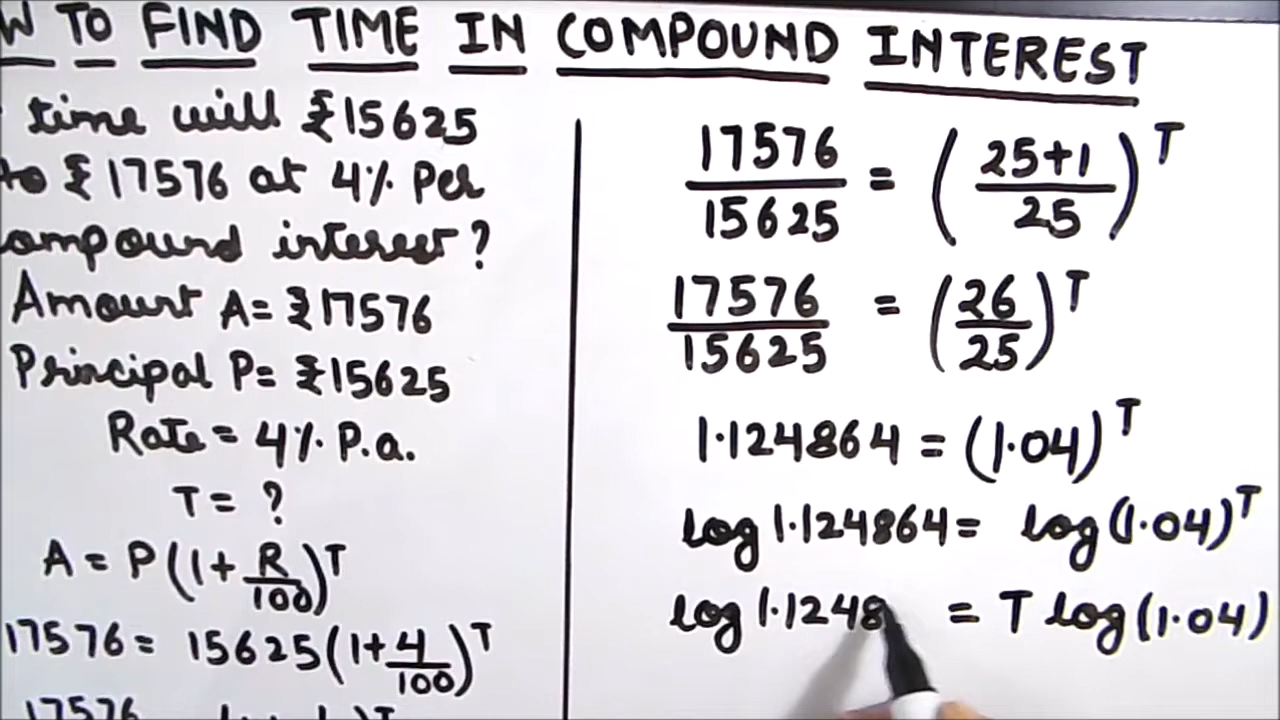 W TO FIND TIME IN COMPOUND INTEREST
time will ₹15625
to ₹17576 at 4% Per
ompound interest?
Amount A= ₹17576
Principal P= ₹15625
Rate = 4% P.a.
T = ?
A = P(1+R/100)^T
17576 = 15625(1+4/100)^T
17576
17576/15625 = (25+1/25)^T
17576/15625 = (26/25)^T
1.124864 = (1.04)^T
log 1.124864 = log(1.04)^T
log 1.1248 = T log(1.04)